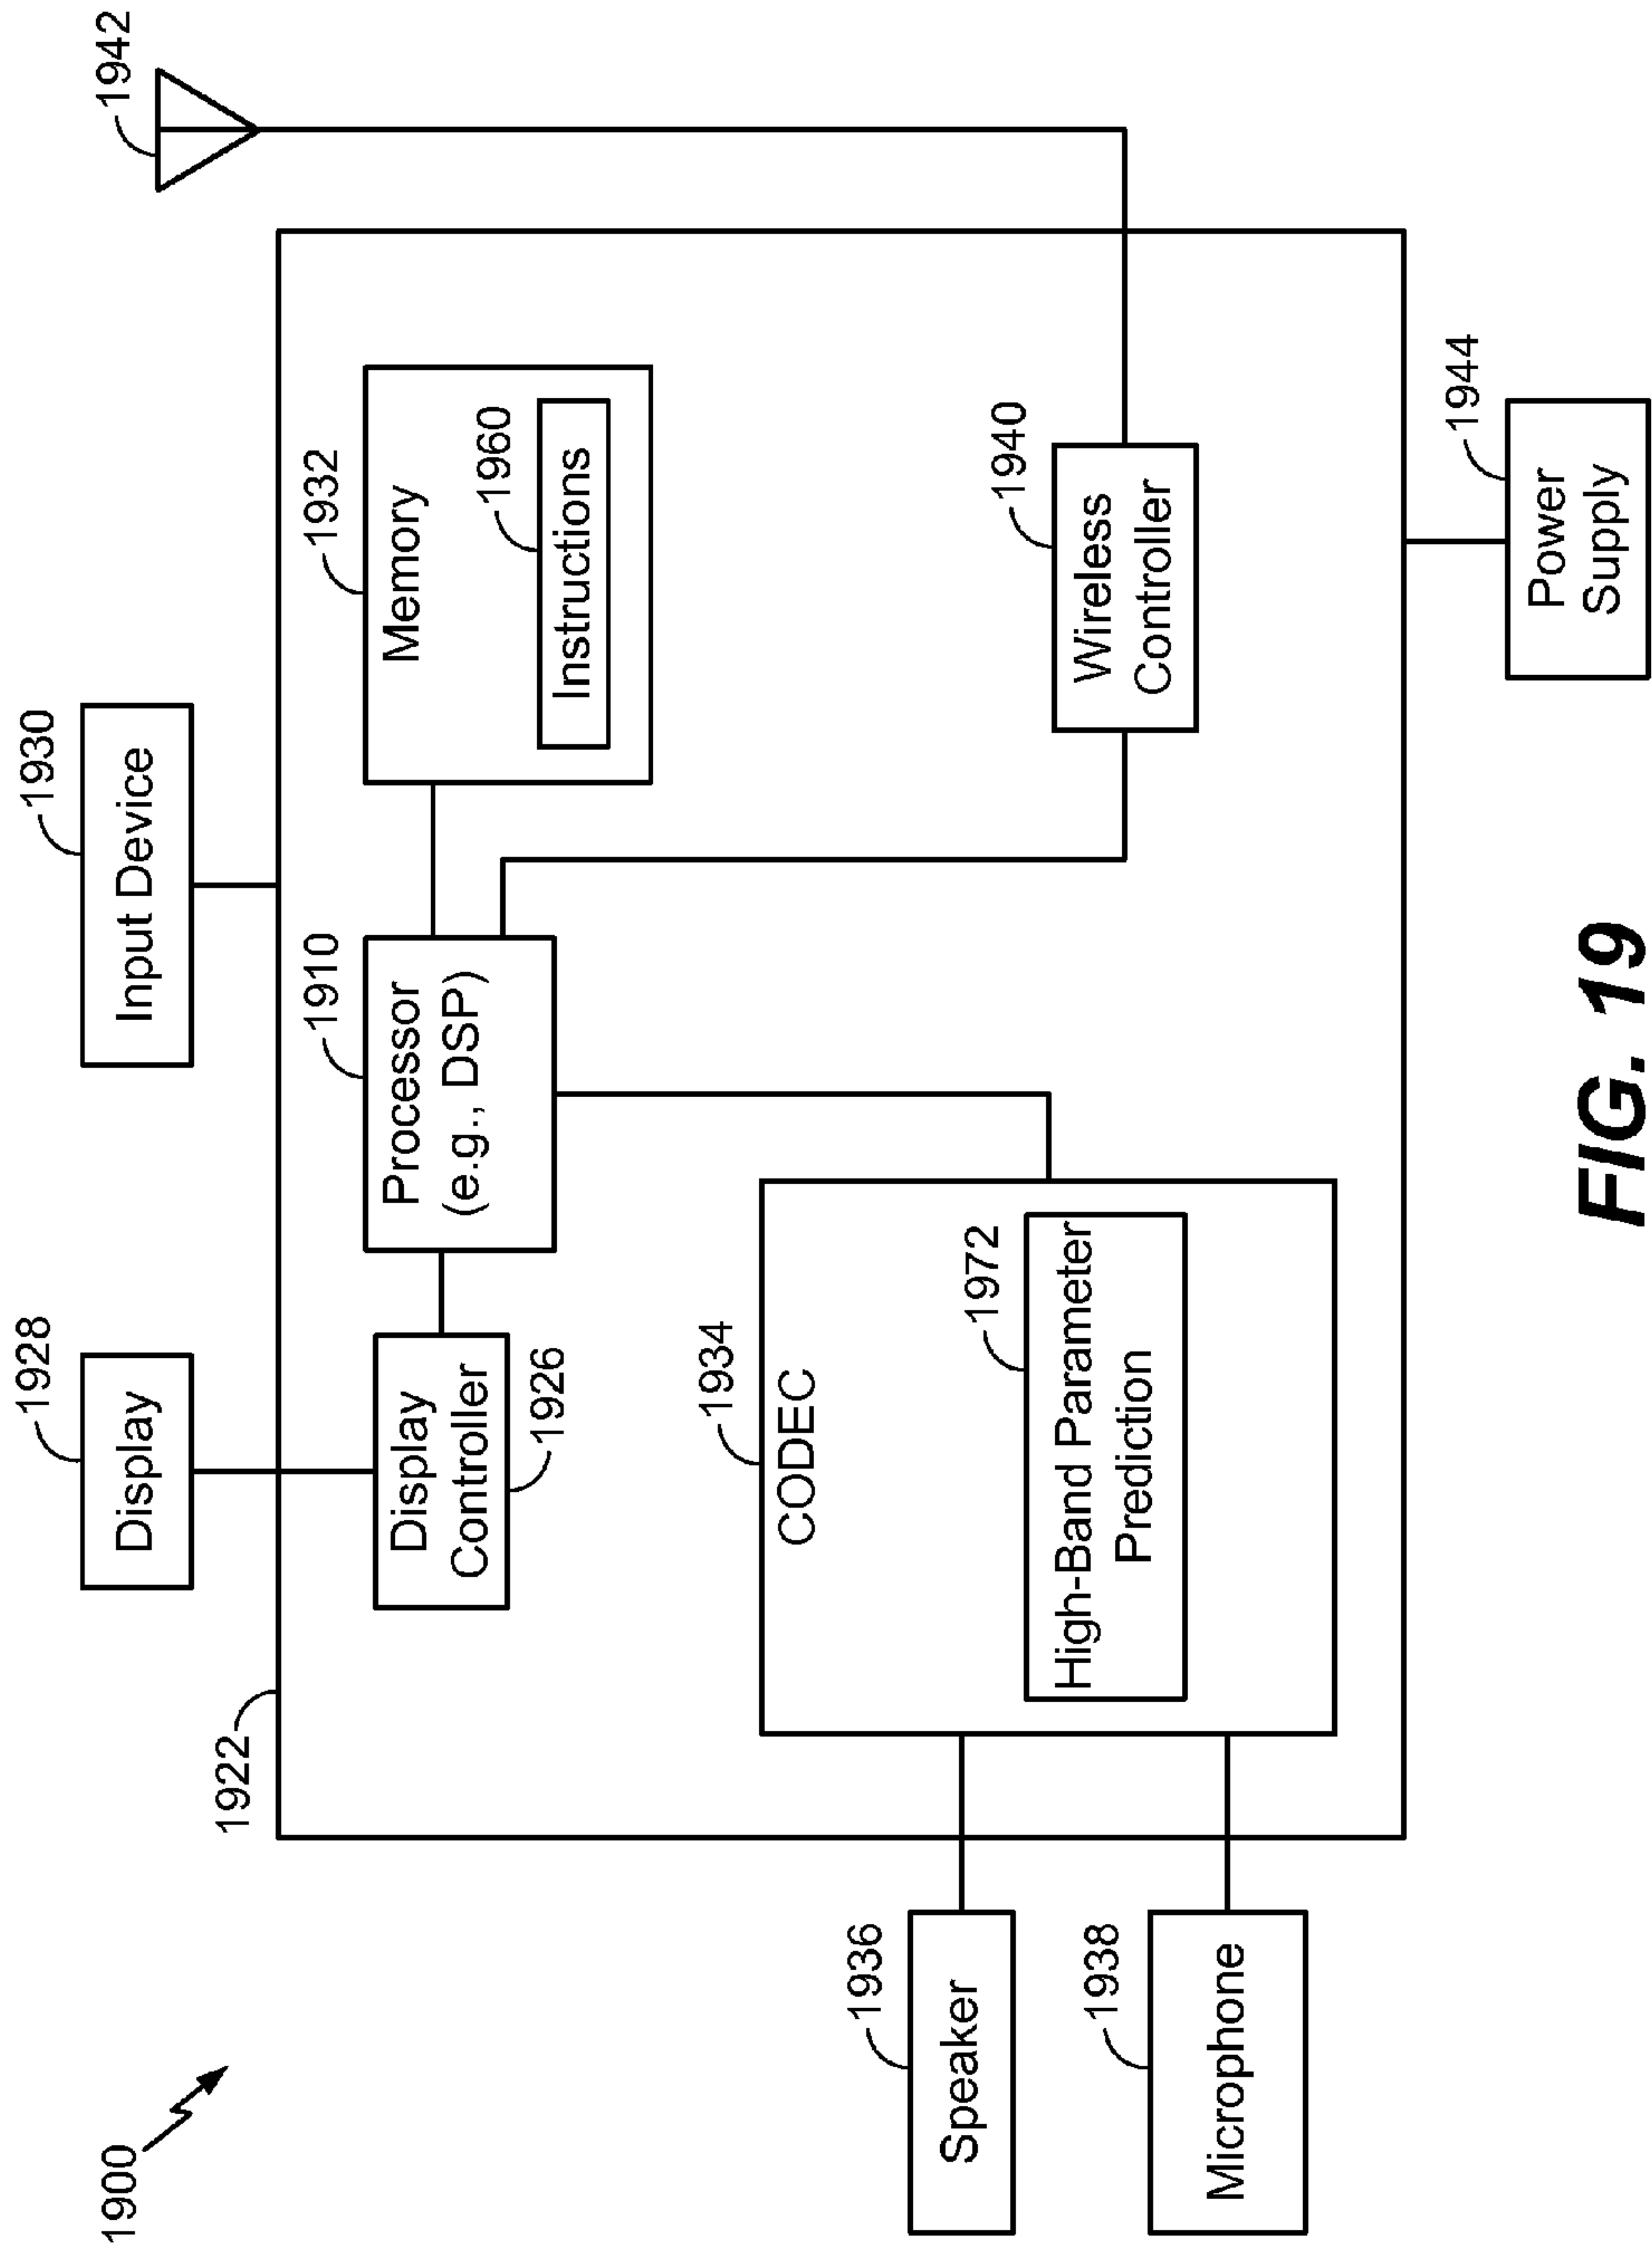 1900
1928
Display
1930
Input Device
1942
1922
Display
Controller
1926
1910
Processor
(e.g., DSP)
1932
Memory
1960
Instructions
1934
CODEC
1972
High-Band Parameter
Prediction
1936
Speaker
1938
Microphone
1940
Wireless
Controller
1944
Power
Supply
FIG. 19